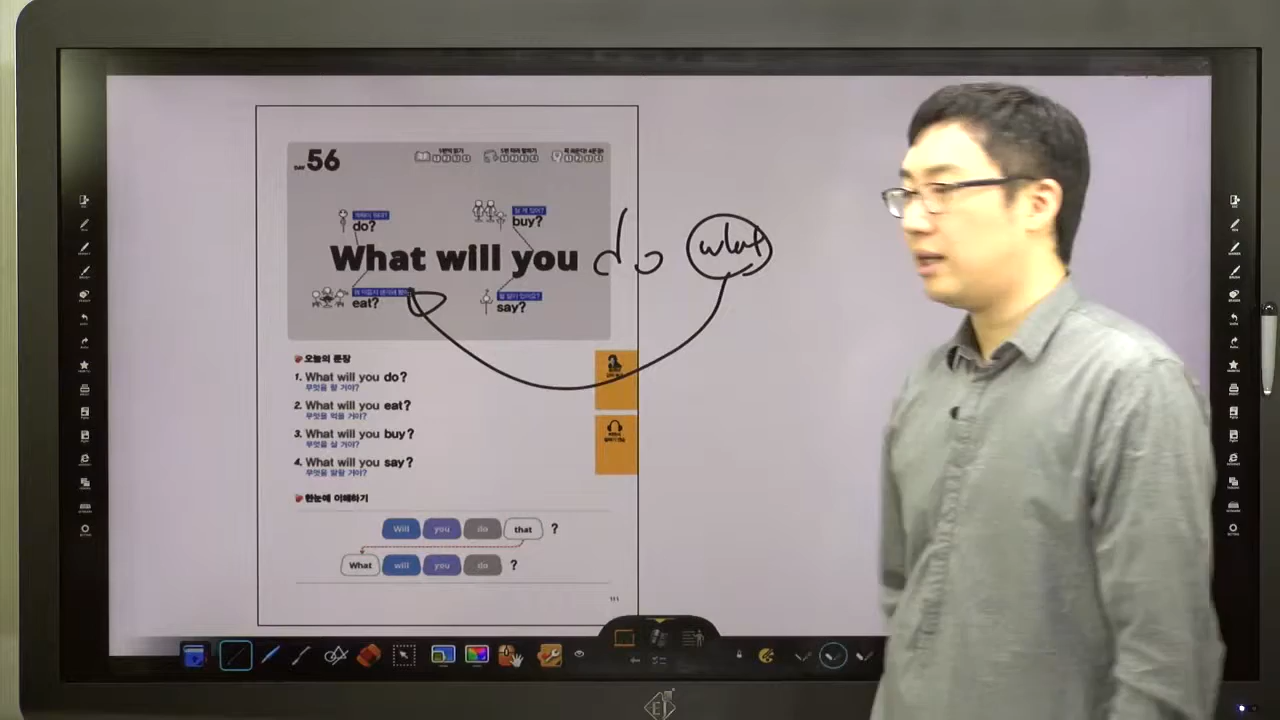 DAY 56
do?
buy?
What will you do what
eat?
say?
오늘의 문장
1. What will you do?
무엇을 할 거야?
2. What will you eat?
무엇을 먹을 거야?
3. What will you buy?
무엇을 살 거야?
4. What will you say?
무엇을 말할 거야?
한눈에 이해하기
Will you do that ?
What will you do ?
111